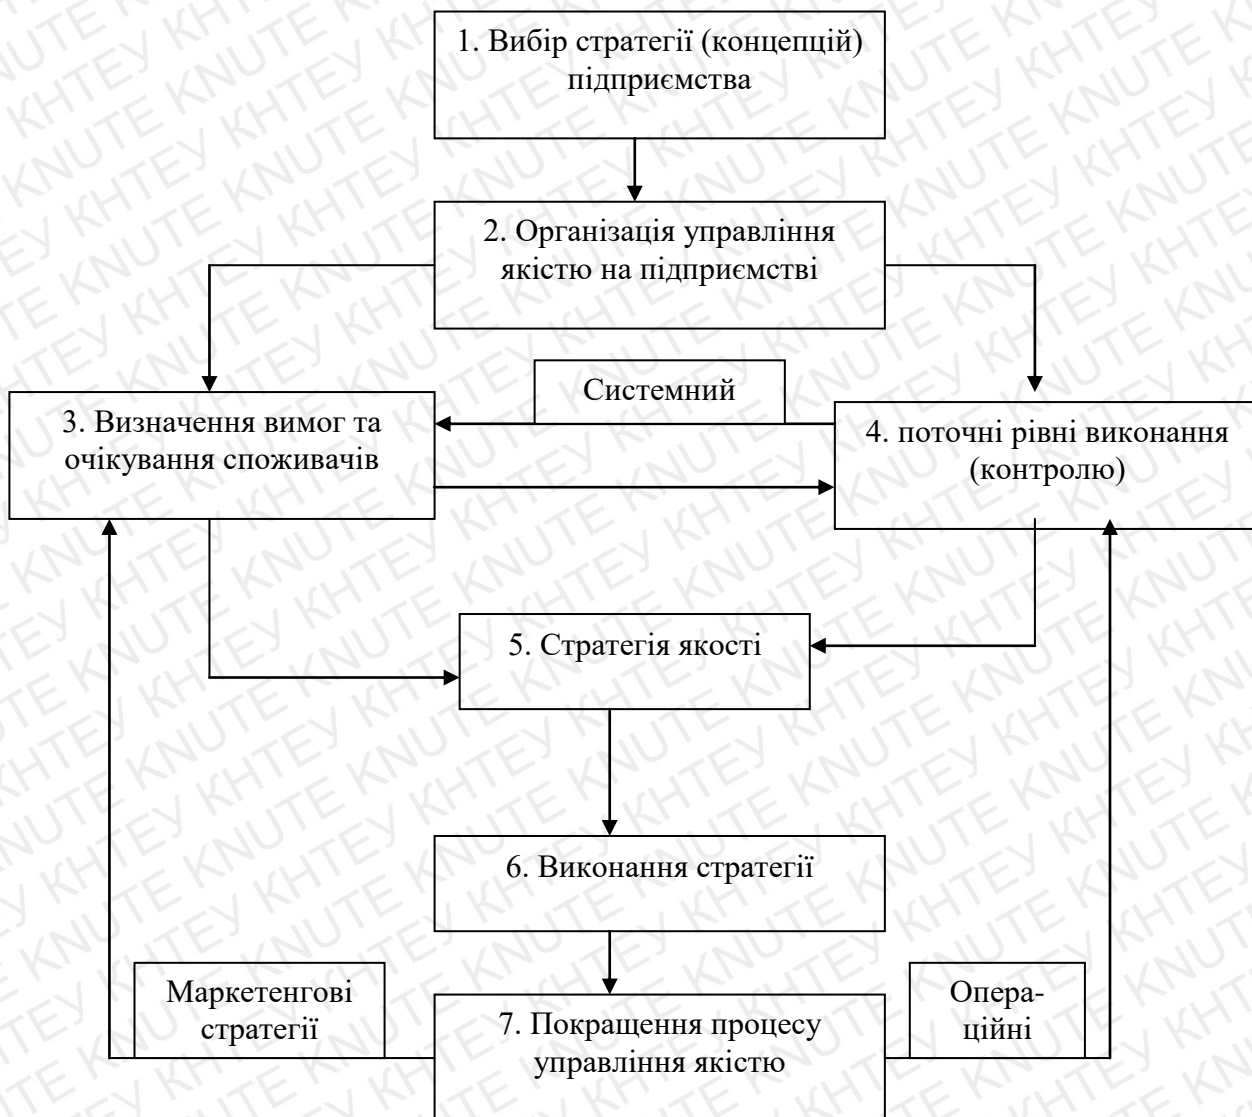 1. Вибір стратегії (концепцій)
підприємства
2. Організація управління
якістю на підприємстві
Системний
3. Визначення вимог та
очікування споживачів
4. поточні рівні виконання
(контролю)
5. Стратегія якості
6. Виконання стратегії
Маркетенгові
стратегії
7. Покращення процесу
управління якістю
Опера-
ційні